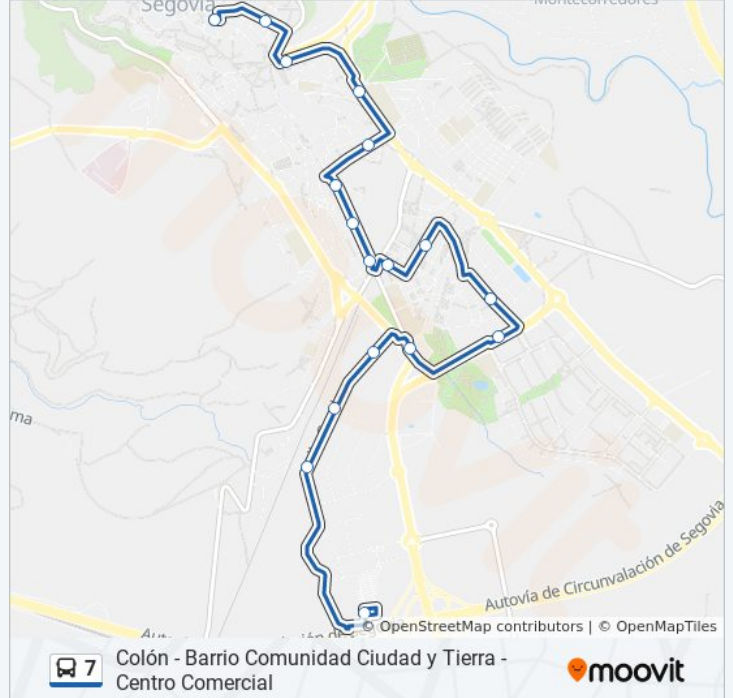 Segovia
Montecorredores
ma
Autovía de Circunvalación de Segovia
© OpenStreetMap contributors | © OpenMapTiles
7
Colón - Barrio Comunidad Ciudad y Tierra -
Centro Comercial
moovit